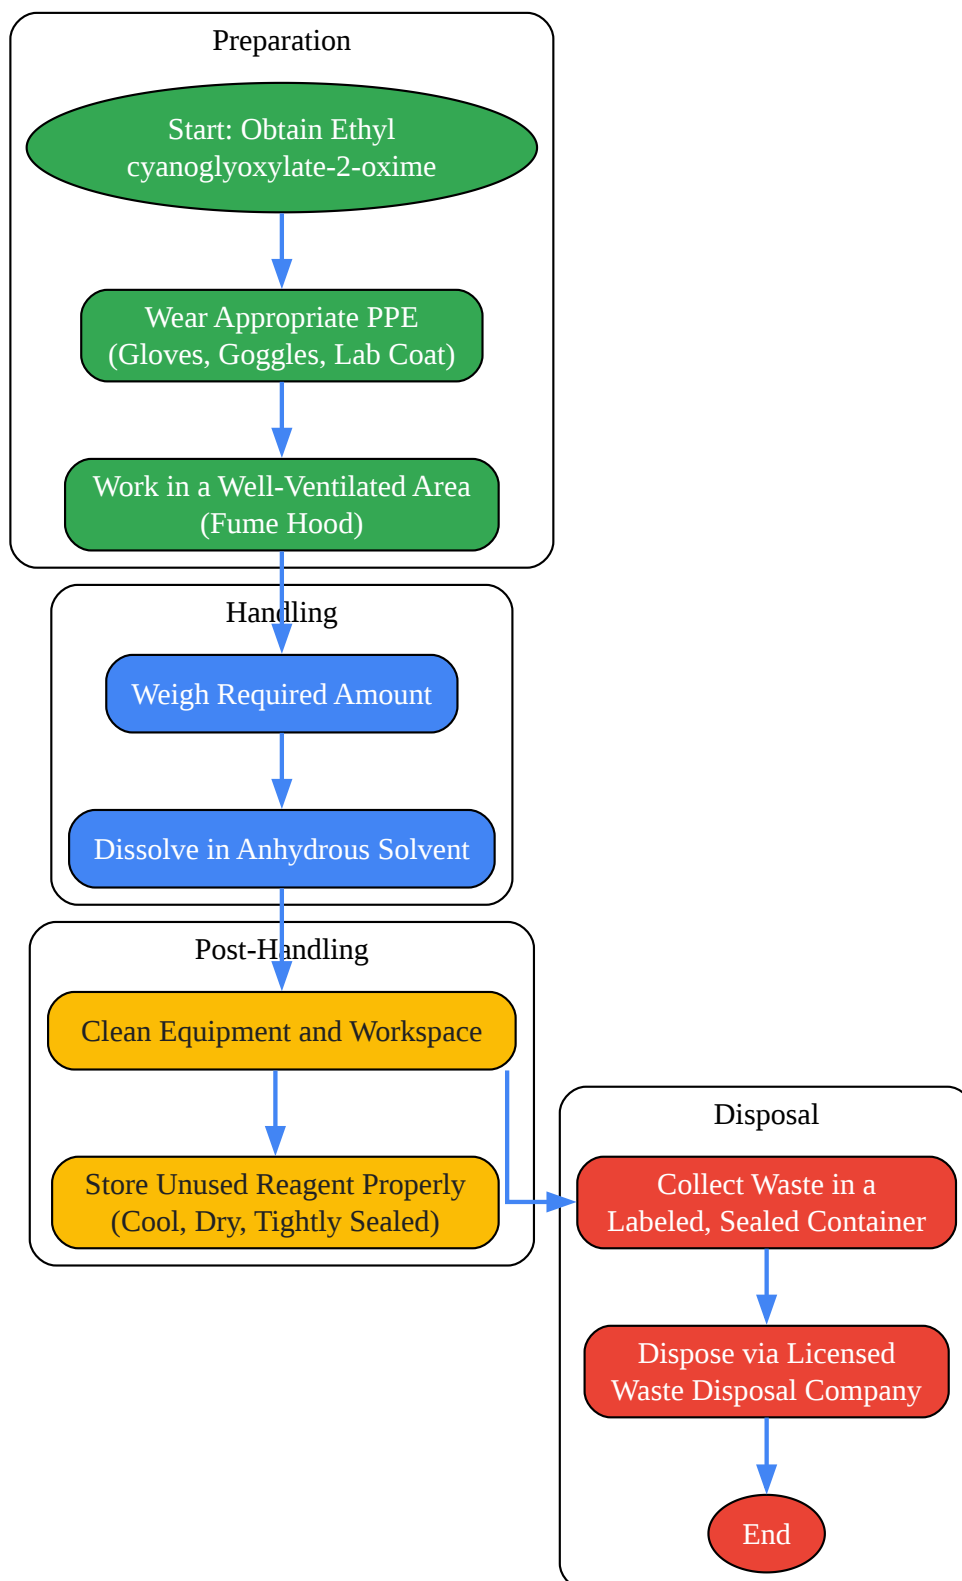 Preparation
Start: Obtain Ethyl
cyanoglyoxylate-2-oxime
Wear Appropriate PPE
(Gloves, Goggles, Lab Coat)
Work in a Well-Ventilated Area
(Fume Hood)
Handling
Weigh Required Amount
Dissolve in Anhydrous Solvent
Post-Handling
Clean Equipment and Workspace
Store Unused Reagent Properly
(Cool, Dry, Tightly Sealed)
Disposal
Collect Waste in a
Labeled, Sealed Container
Dispose via Licensed
Waste Disposal Company
End